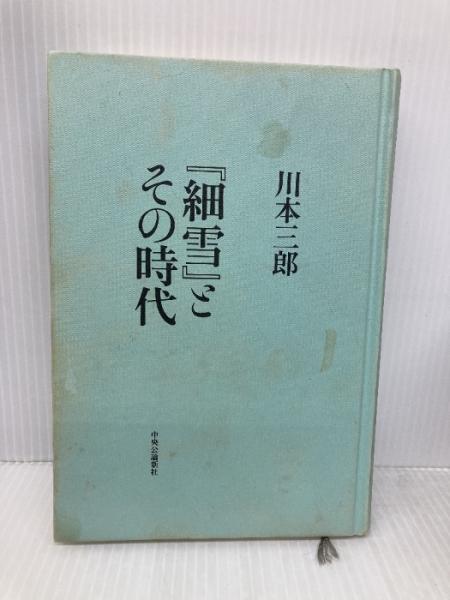 川本三郎
『細雪』と
その時代
中央公論新社